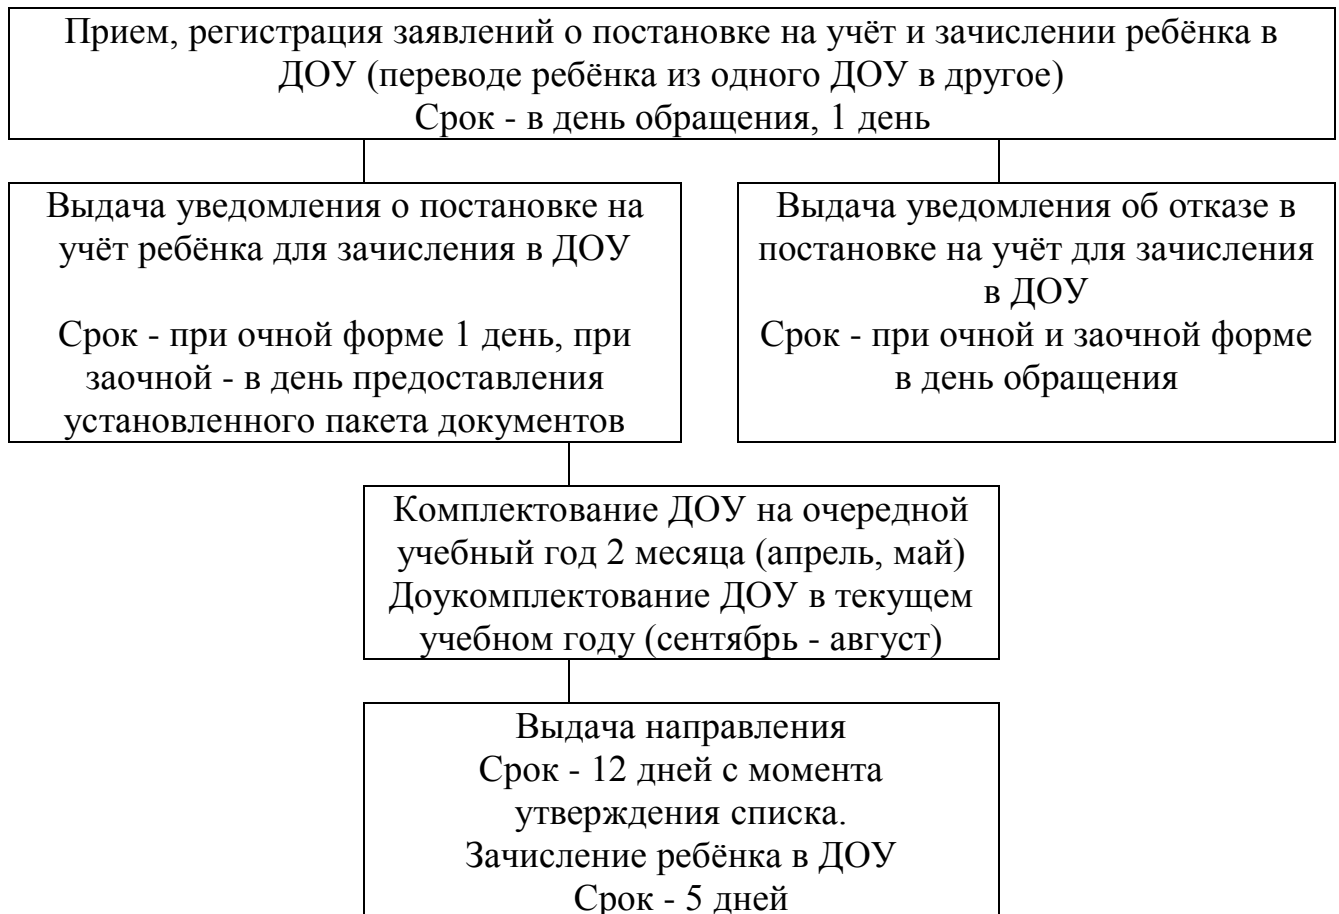 Прием, регистрация заявлений о постановке на учёт и зачислении ребёнка в
ДОУ (переводе ребёнка из одного ДОУ в другое)
Срок - в день обращения, 1 день
Выдача уведомления о постановке на
учёт ребёнка для зачисления в ДОУ
Срок - при очной форме 1 день, при
заочной - в день предоставления
установленного пакета документов
Выдача уведомления об отказе в
постановке на учёт для зачисления
в ДОУ
Срок - при очной и заочной форме
в день обращения
Комплектование ДОУ на очередной
учебный год 2 месяца (апрель, май)
Доукомплектование ДОУ в текущем
учебном году (сентябрь - август)
Выдача направления
Срок - 12 дней с момента
утверждения списка.
Зачисление ребёнка в ДОУ
Срок - 5 дней